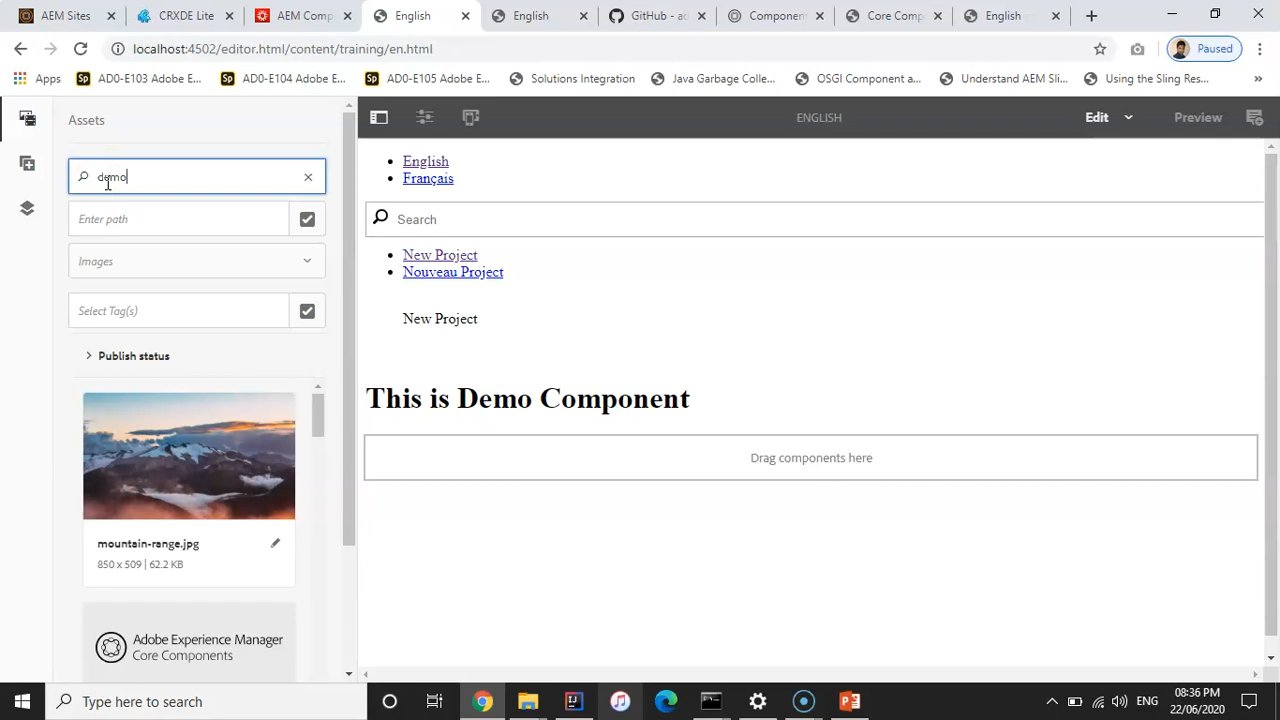 AEM Sites
CRXDE Lite
AEM Comp
English
English
GitHub - ad
Component
Core Comp
English
localhost:4502/editor.html/content/training/en.html
Paused
Apps
AD0-E103 Adobe E...
AD0-E104 Adobe E...
AD0-E105 Adobe E...
Solutions Integration
Java Garbage Colle...
OSGI Component a...
Understand AEM Sli...
Using the Sling Res...
»
Assets
demo
Enter path
Images
Select Tag(s)
Publish status
mountain-range.jpg
850 x 509 | 62.2 KB
Adobe Experience Manager
Core Components
ENGLISH
Edit
Preview
English
Français
Search
New Project
Nouveau Project
New Project
This is Demo Component
Drag components here
Type here to search
ENG
08:36 PM
22/06/2020